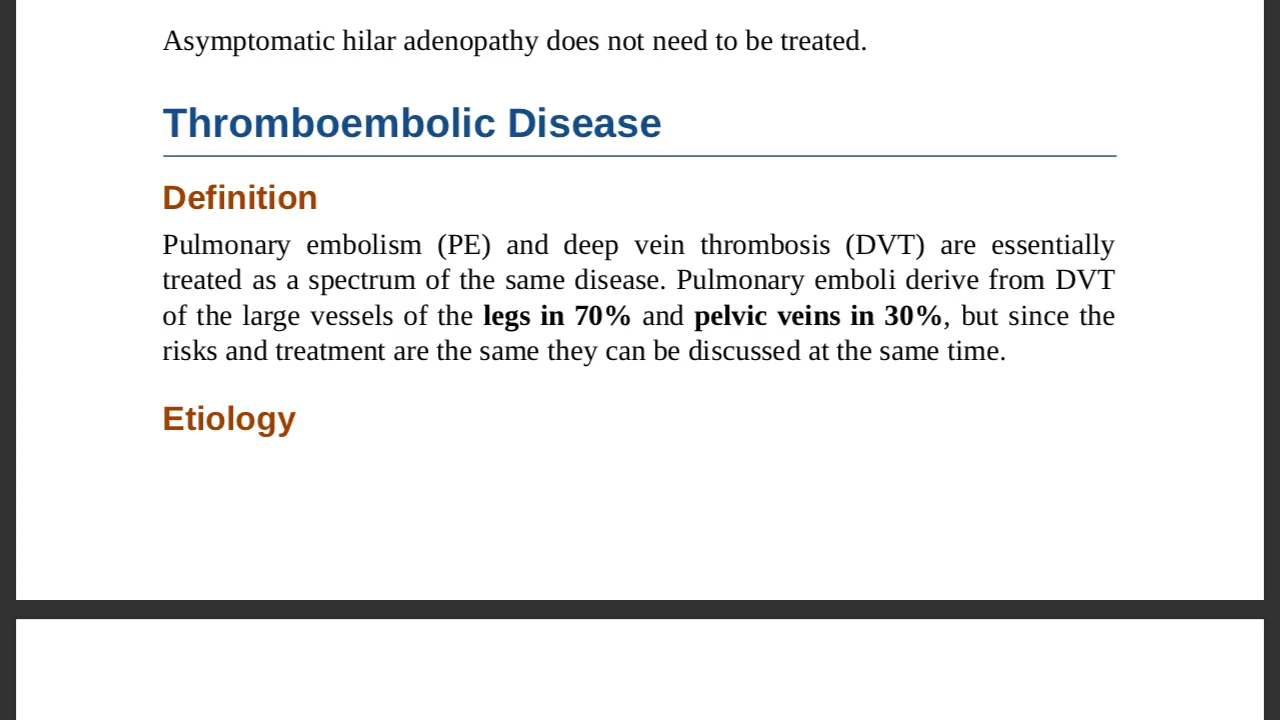 Asymptomatic hilar adenopathy does not need to be treated.
Thromboembolic Disease
Definition
Pulmonary embolism (PE) and deep vein thrombosis (DVT) are essentially
treated as a spectrum of the same disease. Pulmonary emboli derive from DVT
of the large vessels of the legs in 70% and pelvic veins in 30%, but since the
risks and treatment are the same they can be discussed at the same time.
Etiology